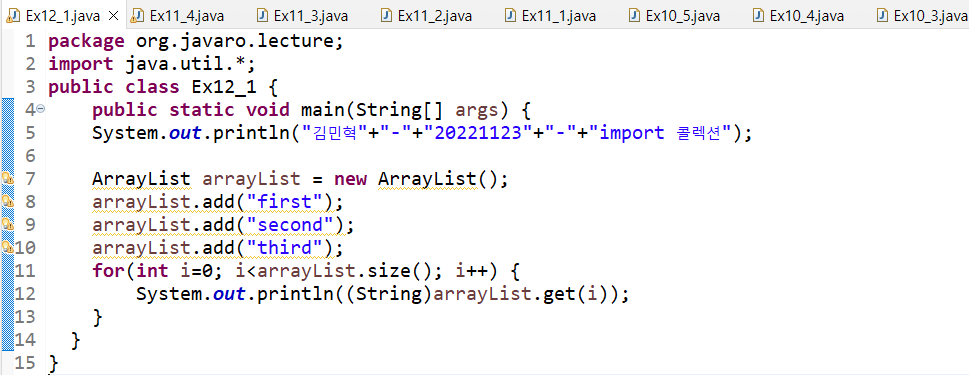 Ex12_1.java Ex11_4.java Ex11_3.java Ex11_2.java Ex11_1.java Ex10_5.java Ex10_4.java Ex10_3.java
1 package org.javaro.lecture;
2 import java.util.*;
3 public class Ex12_1 {
4 public static void main(String[] args) {
5 System.out.println("김민혁"+"-"+"20221123"+"-"+"import 콜렉션");
6
7 ArrayList arrayList = new ArrayList();
8 arrayList.add("first");
9 arrayList.add("second");
10 arrayList.add("third");
11 for(int i=0; i<arrayList.size(); i++) {
12 System.out.println((String)arrayList.get(i));
13 }
14 }
15 }